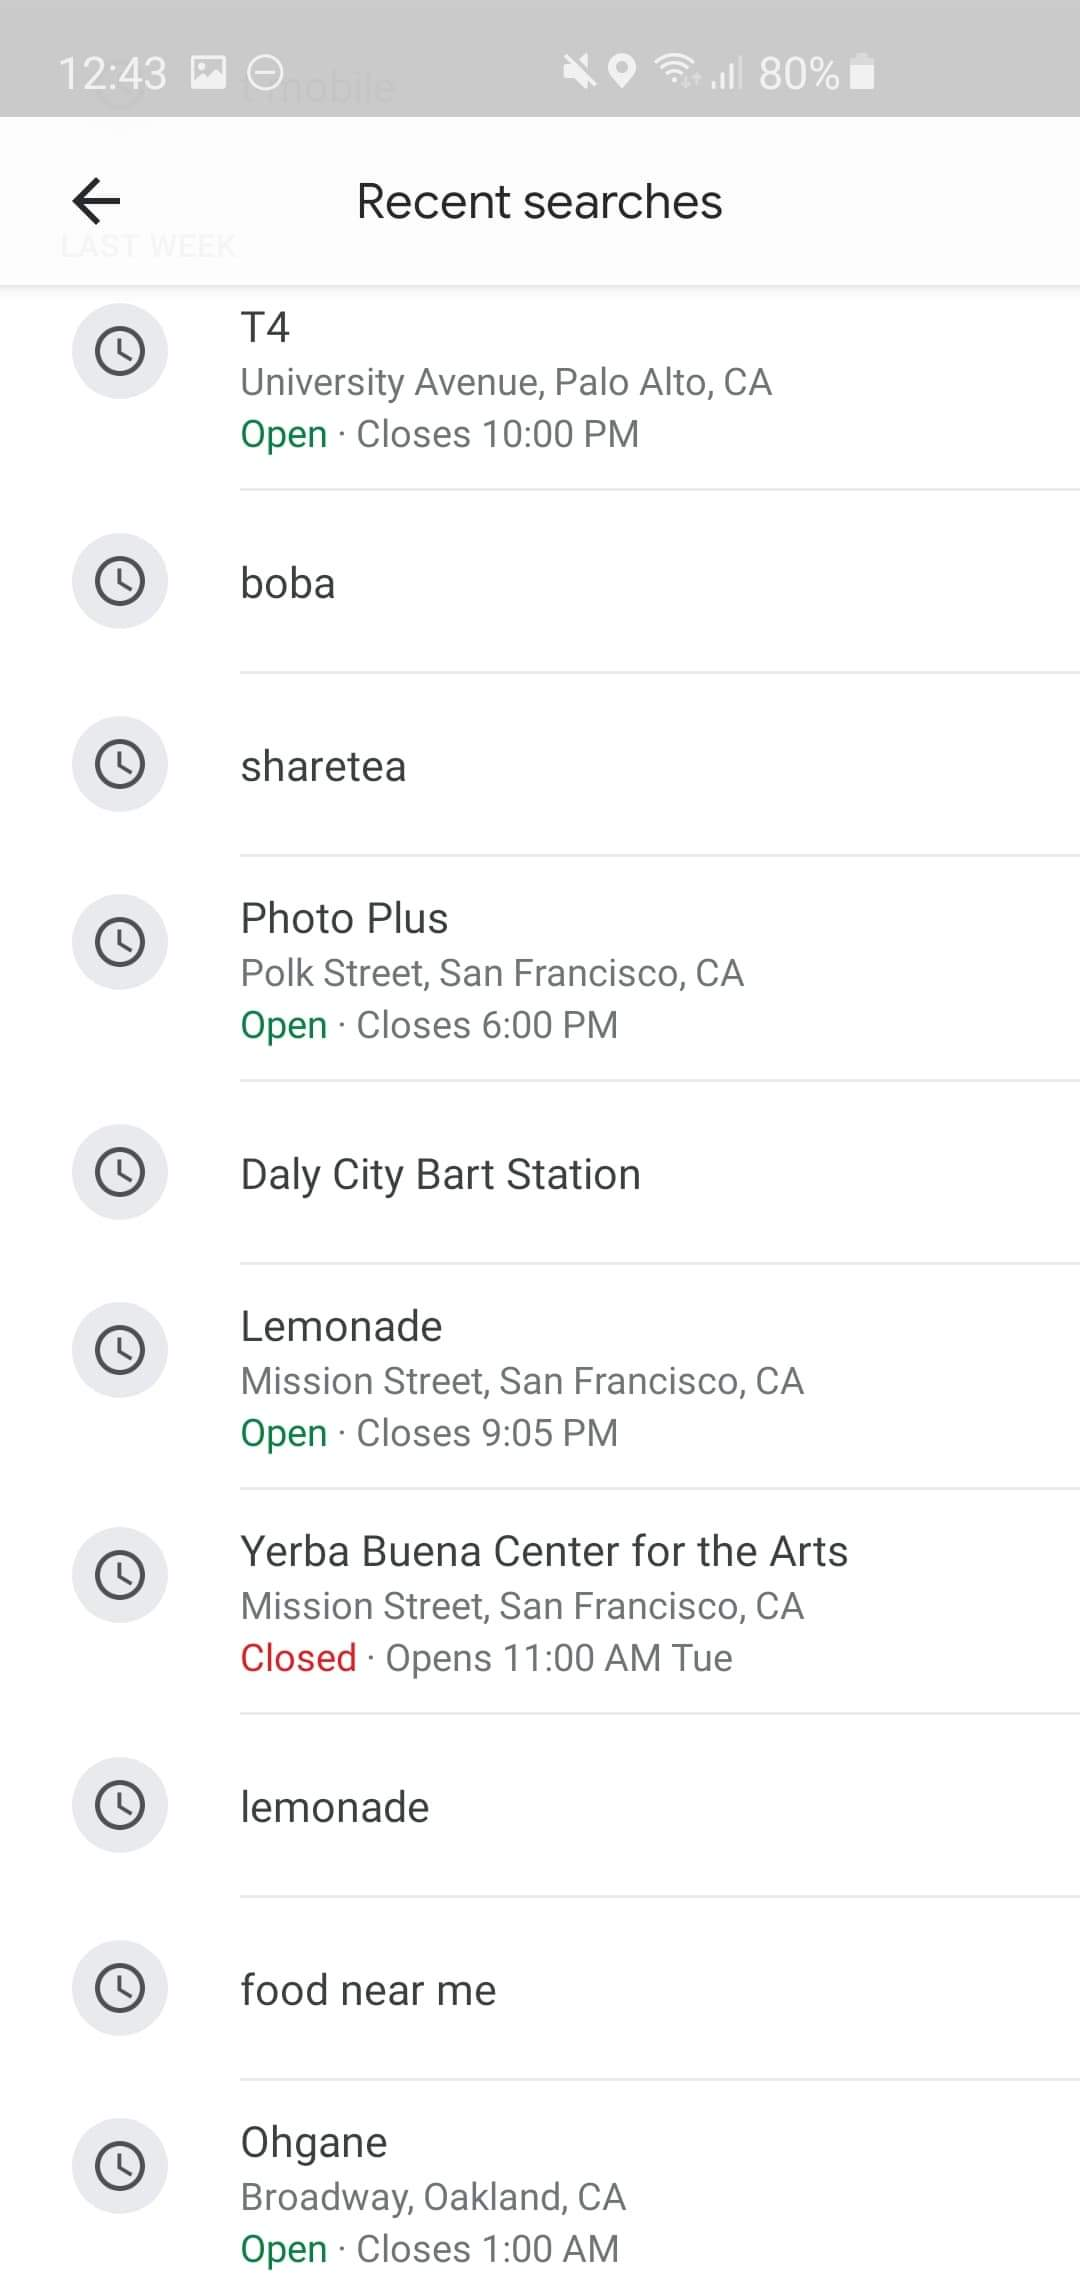 12:43
80%
mobile
Recent searches
LAST WEEK
T4
University Avenue, Palo Alto, CA
Open · Closes 10:00 PM
boba
sharetea
Photo Plus
Polk Street, San Francisco, CA
Open · Closes 6:00 PM
Daly City Bart Station
Lemonade
Mission Street, San Francisco, CA
Open · Closes 9:05 PM
Yerba Buena Center for the Arts
Mission Street, San Francisco, CA
Closed · Opens 11:00 AM Tue
lemonade
food near me
Ohgane
Broadway, Oakland, CA
Open · Closes 1:00 AM